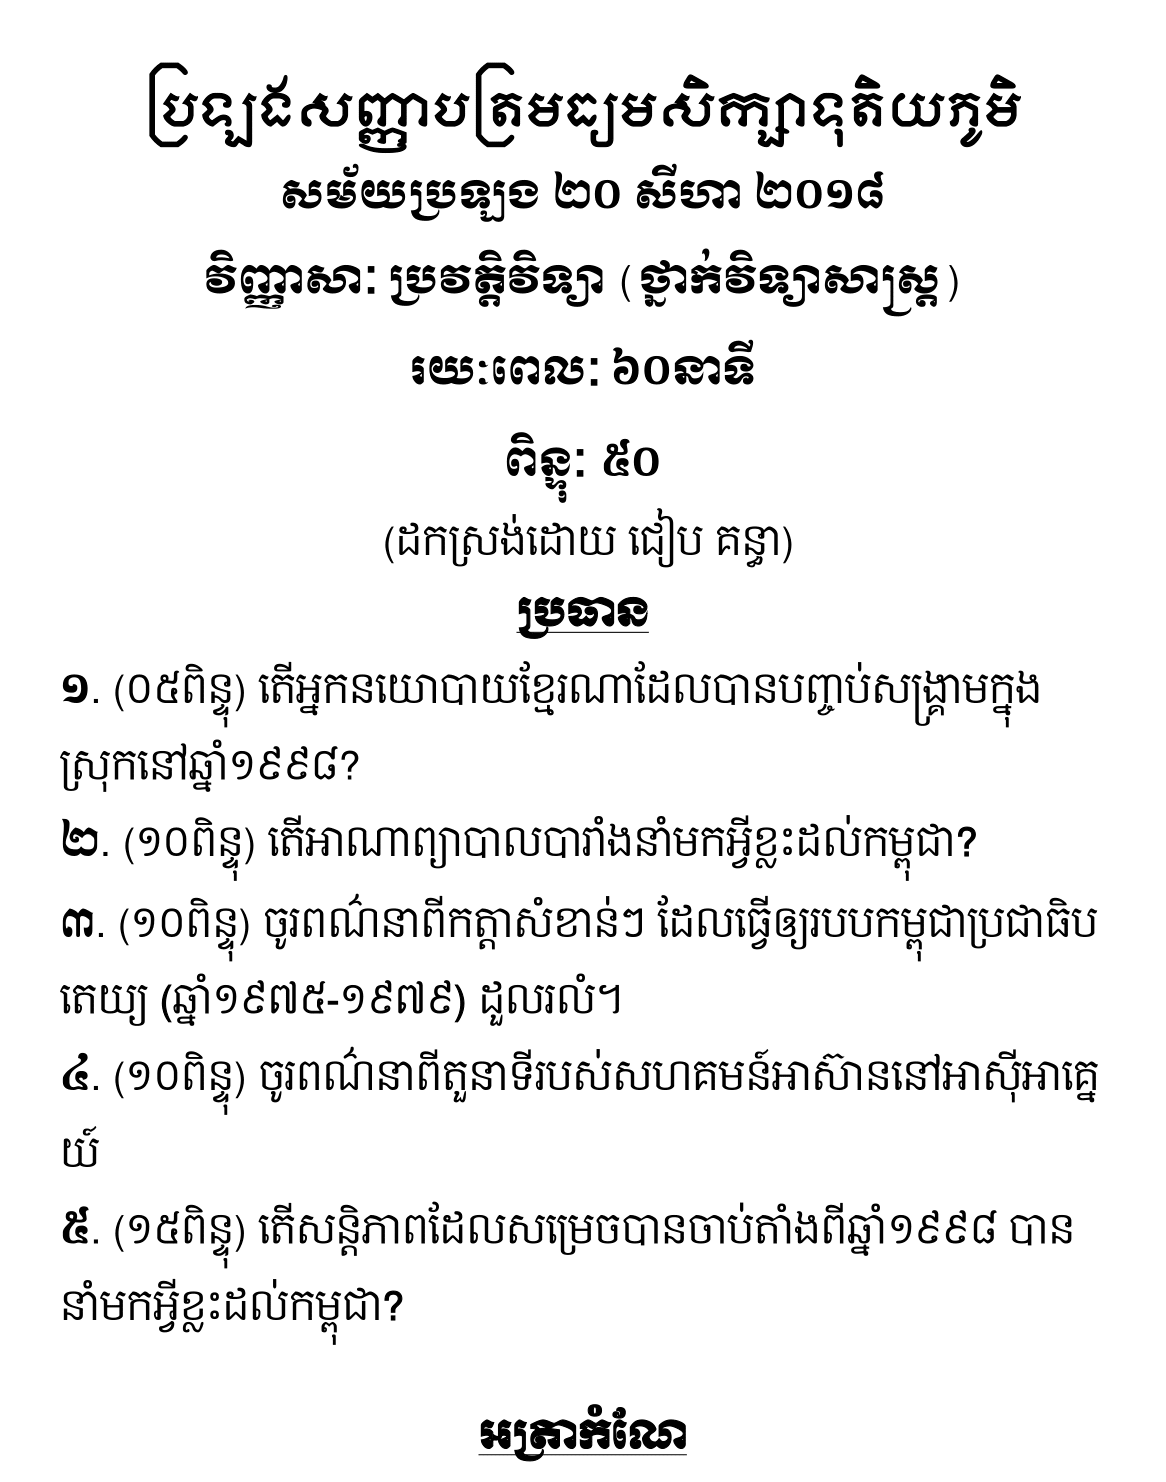 ប្រឡងសញ្ញាបត្រមធ្យមសិក្សាទុតិយភូមិ
សម័យប្រឡង ២០ សីហា ២០១៨
វិញ្ញាសា: ប្រវត្តិវិទ្យា (ថ្នាក់វិទ្យាសាស្ត្រ)
រយ:ពេល: ៦០នាទី
ពិន្ទុ: ៥០
(ដកស្រង់ដោយ ជៀប គន្ធា)
ប្រធាន
១. (០៥ពិន្ទុ) តើអ្នកនយោបាយខ្មែរណាដែលបានបញ្ចប់សង្គ្រាមក្នុង
ស្រុកនៅឆ្នាំ១៩៩៨?
២. (១០ពិន្ទុ) តើអាណាព្យាបាលបារាំងនាំមកអ្វីខ្លះដល់កម្ពុជា?
៣. (១០ពិន្ទុ) ចូរពណ៌នាពីកត្តាសំខាន់ៗ ដែលធ្វើឲ្យរបបកម្ពុជាប្រជាធិប
តេយ្យ (ឆ្នាំ១៩៧៥-១៩៧៩) ដួលរលំ។
៤. (១០ពិន្ទុ) ចូរពណ៌នាពីតួនាទីរបស់សហគមន៍អាស៊ាននៅអាស៊ីអាគ្នេ
យ៍
៥. (១៥ពិន្ទុ) តើសន្តិភាពដែលសម្រេចបានចាប់តាំងពីឆ្នាំ១៩៩៨ បាន
នាំមកអ្វីខ្លះដល់កម្ពុជា?
អត្រាកំណែ